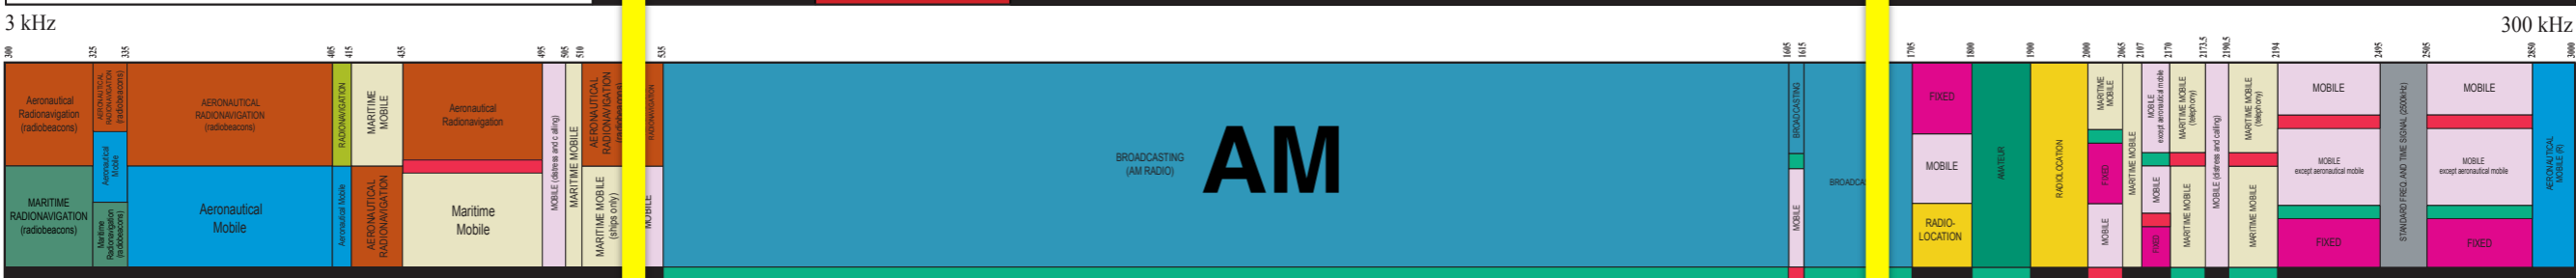 3 kHz
300 kHz
300
325
335
405
415
435
495
505
510
535
1605
1615
1705
1800
1900
2000
2065
2107
2170
2173.5
2190.5
2194
2495
2505
2850
3000
Aeronautical
Radionavigation
(radiobeacons)
MARITIME
RADIONAVIGATION
(radiobeacons)
AERONAUTICAL
RADIONAVIGATION
(radiobeacons)
Aeronautical
Mobile
Maritime
Radionavigation
(radiobeacons)
AERONAUTICAL
RADIONAVIGATION
(radiobeacons)
Aeronautical
Mobile
RADIONAVIGATION
Aeronautical Mobile
MARITIME
MOBILE
AERONAUTICAL
RADIONAVIGATION
Aeronautical
Radionavigation
Maritime
Mobile
MOBILE (distress and calling)
MARITIME MOBILE
AERONAUTICAL
RADIONAVIGATION
(radiobeacons)
MARITIME MOBILE
(ships only)
RADIONAVIGATION
MOBILE
BROADCASTING
(AM RADIO)
AM
BROADCASTING
MOBILE
BROADCA
FIXED
MOBILE
RADIO-
LOCATION
AMATEUR
RADIOLOCATION
MARITIME
MOBILE
FIXED
MOBILE
MARITIME MOBILE
MOBILE
except aeronautical mobile
MOBILE
FIXED
MARITIME MOBILE
(telephony)
MARITIME MOBILE
MOBILE (distress and calling)
MARITIME MOBILE
(telephony)
MARITIME MOBILE
MOBILE
MOBILE
except aeronautical mobile
FIXED
STANDARD FREQ. AND TIME SIGNAL (2500kHz)
MOBILE
MOBILE
except aeronautical mobile
FIXED
AERONAUTICAL
MOBILE (R)